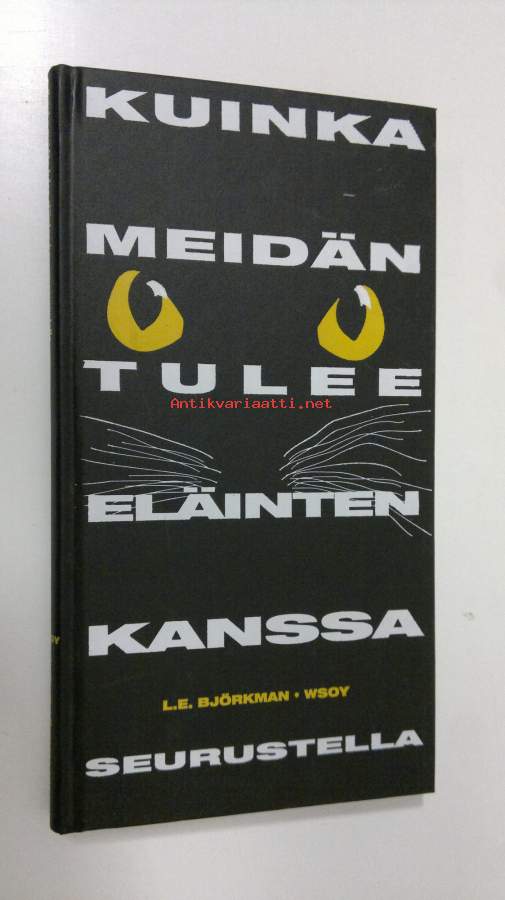 KUINKA
MEIDÄN
TULEE
Antikvariaatti.net
ELÄINTEN
KANSSA
L.E. BJÖRKMAN • WSOY
SEURUSTELLA